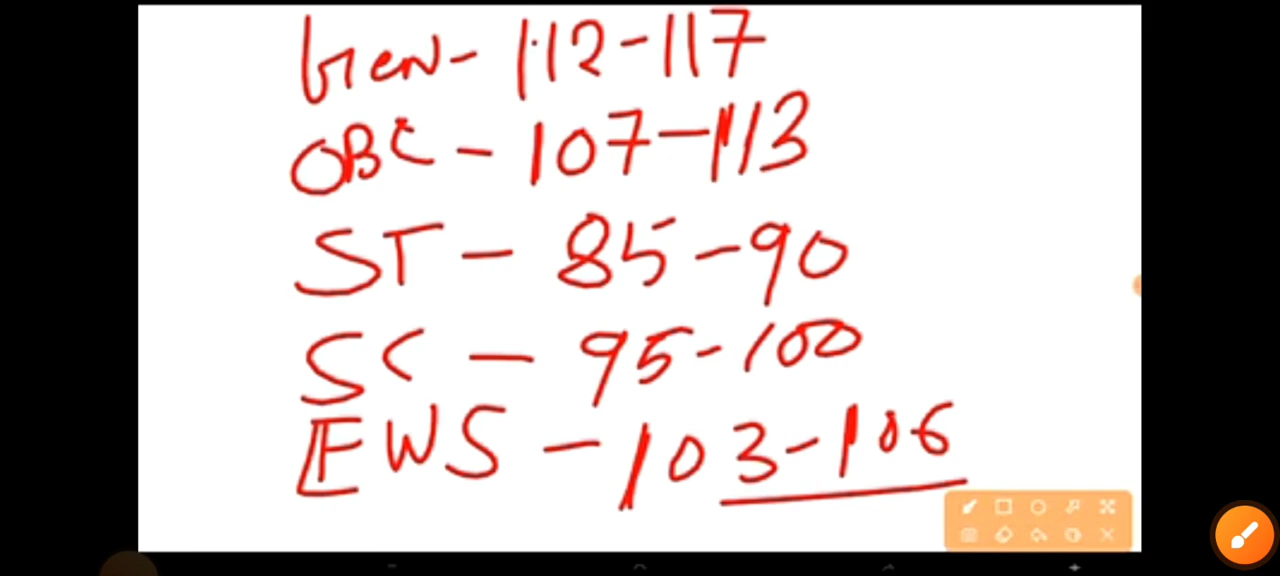 Gen - 112 - 117
OBC - 107 - 113
ST - 85 - 90
SC - 95 - 100
EWS - 103 - 106